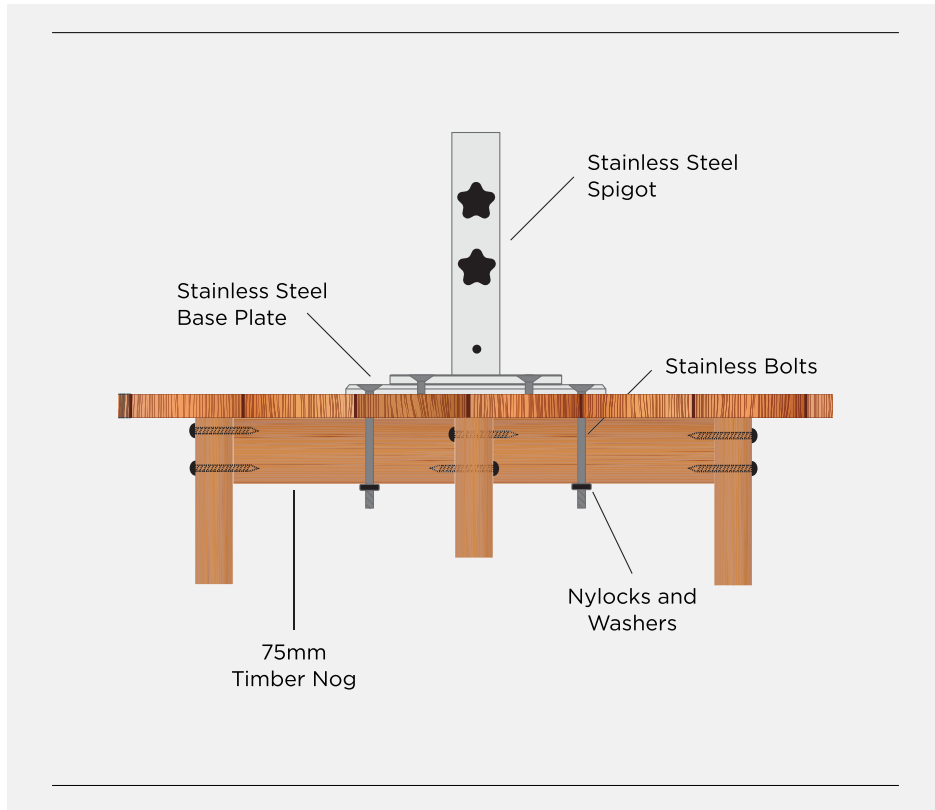 Stainless Steel
Spigot
Stainless Steel
Base Plate
Stainless Bolts
Nylocks and
Washers
75mm
Timber Nog